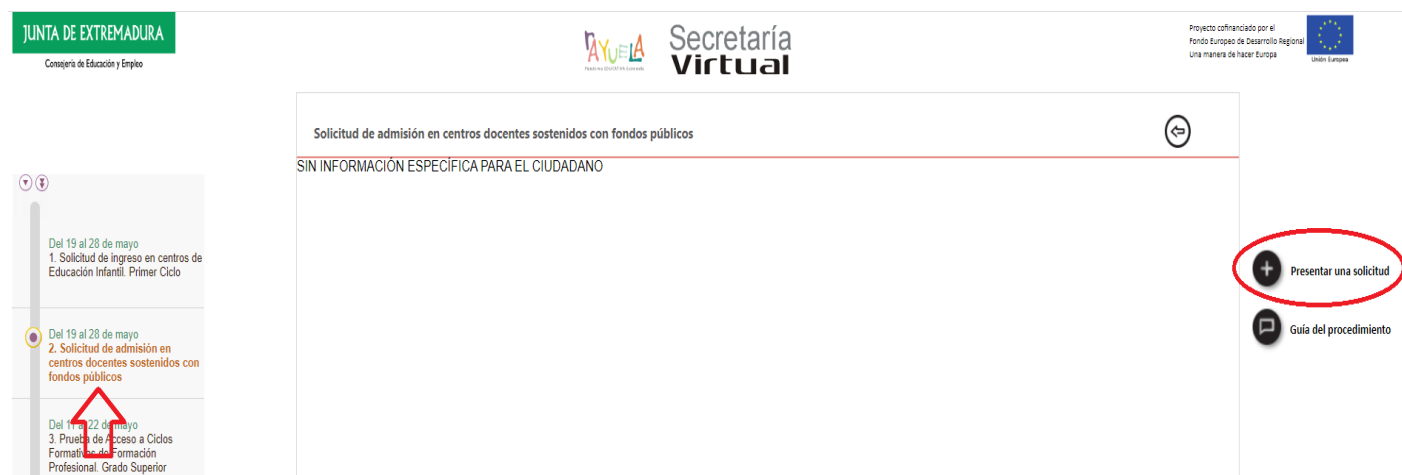 JUNTA DE EXTREMADURA
Consejería de Educación y Empleo
RAYUELA
Secretaría
Virtual
Proyecto cofinanciado por el
Fondo Europeo de Desarrollo Regional
Una manera de hacer Europa
Unión Europea
Solicitud de admisión en centros docentes sostenidos con fondos públicos
SIN INFORMACIÓN ESPECÍFICA PARA EL CIUDADANO
Del 19 al 28 de mayo
1. Solicitud de ingreso en centros de
Educación Infantil. Primer Ciclo
Del 19 al 28 de mayo
2. Solicitud de admisión en
centros docentes sostenidos con
fondos públicos
Del 11 al 22 de mayo
3. Prueba de Acceso a Ciclos
Formativos de Formación
Profesional. Grado Superior
Presentar una solicitud
Guía del procedimiento